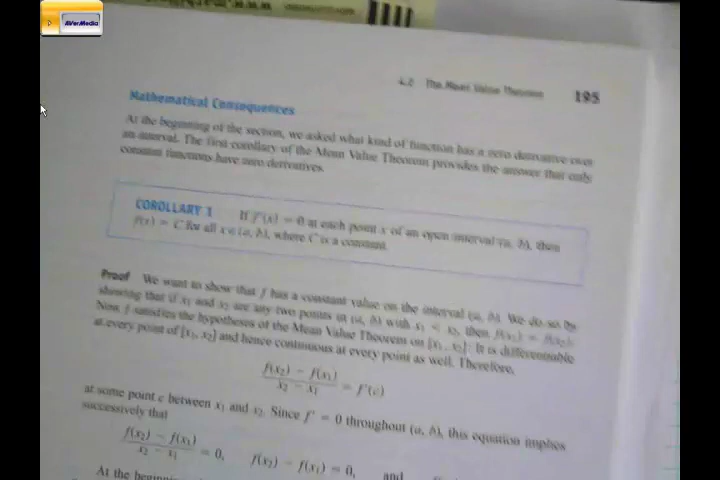 AVerMedia
4.2 The Mean Value Theorem 195
Mathematical Consequences
At the beginning of the section, we asked what kind of function has a zero derivative over
an interval. The first corollary of the Mean Value Theorem provides the answer that only
constant functions have zero derivatives.
COROLLARY 1 If f′(x) = 0 at each point x of an open interval (a, b), then
f(x) = C for all x ∈ (a, b), where C is a constant.
Proof We want to show that f has a constant value on the interval (a, b). We do so by
showing that if x₁ and x₂ are any two points in (a, b) with x₁ < x₂, then f(x₁) = f(x₂).
Now f satisfies the hypotheses of the Mean Value Theorem on [x₁, x₂]: It is differentiable
at every point of [x₁, x₂] and hence continuous at every point as well. Therefore,
f(x₂) − f(x₁)
x₂ − x₁ = f′(c)
at some point c between x₁ and x₂. Since f′ = 0 throughout (a, b), this equation implies
successively that
f(x₂) − f(x₁)
x₂ − x₁ = 0, f(x₂) − f(x₁) = 0, and
At the